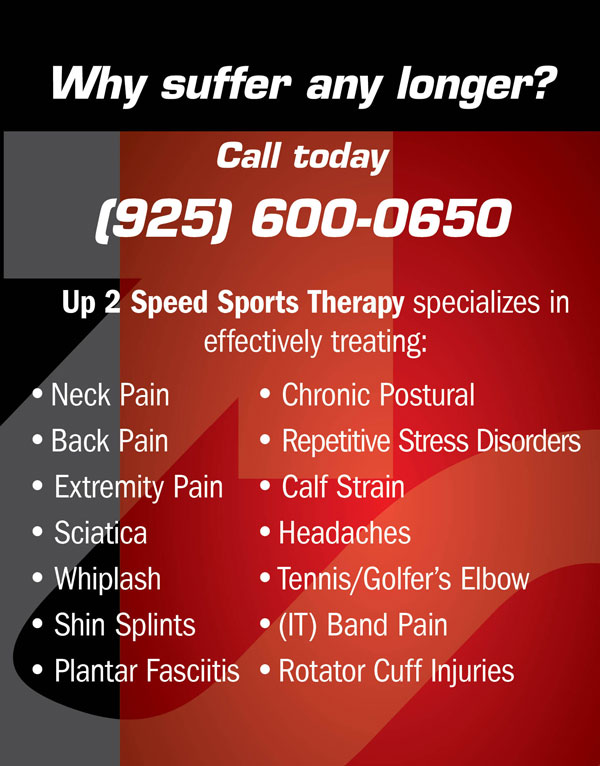 Why suffer any longer?
Call today
(925) 600-0650
Up 2 Speed Sports Therapy specializes in
effectively treating:
• Neck Pain
• Back Pain
• Extremity Pain
• Sciatica
• Whiplash
• Shin Splints
• Plantar Fasciitis
• Chronic Postural
• Repetitive Stress Disorders
• Calf Strain
• Headaches
• Tennis/Golfer's Elbow
• (IT) Band Pain
• Rotator Cuff Injuries